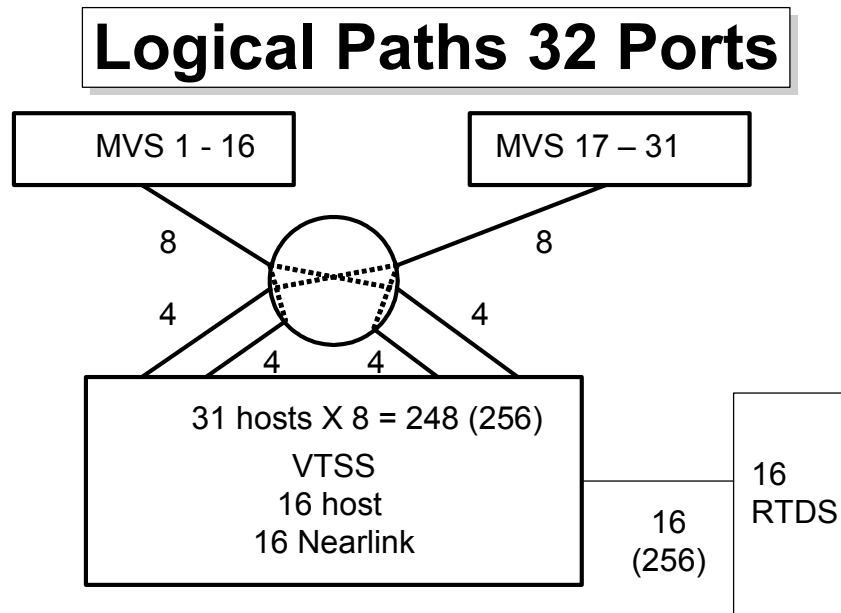 Logical Paths 32 Ports
MVS 1 - 16
MVS 17 – 31
8
8
4
4
4
4
31 hosts X 8 = 248 (256)
VTSS
16 host
16 Nearlink
16
(256)
16
RTDS